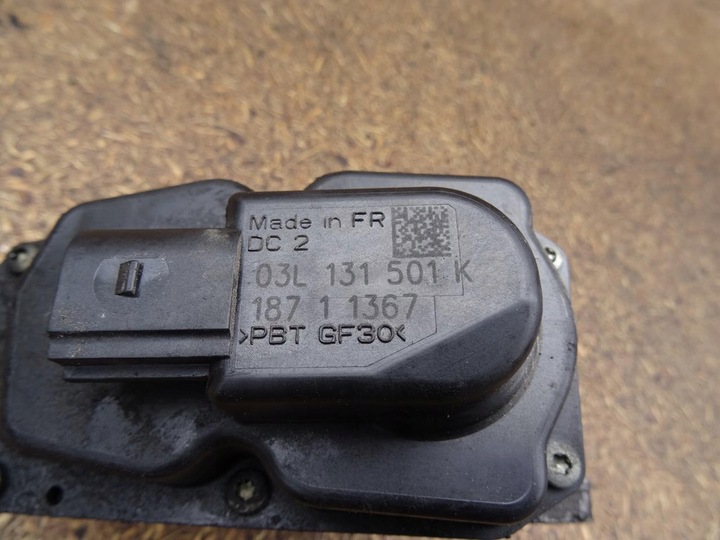 Made in FR
DC 2
03L 131 501 K
187 1 1367
>PBT GF30<